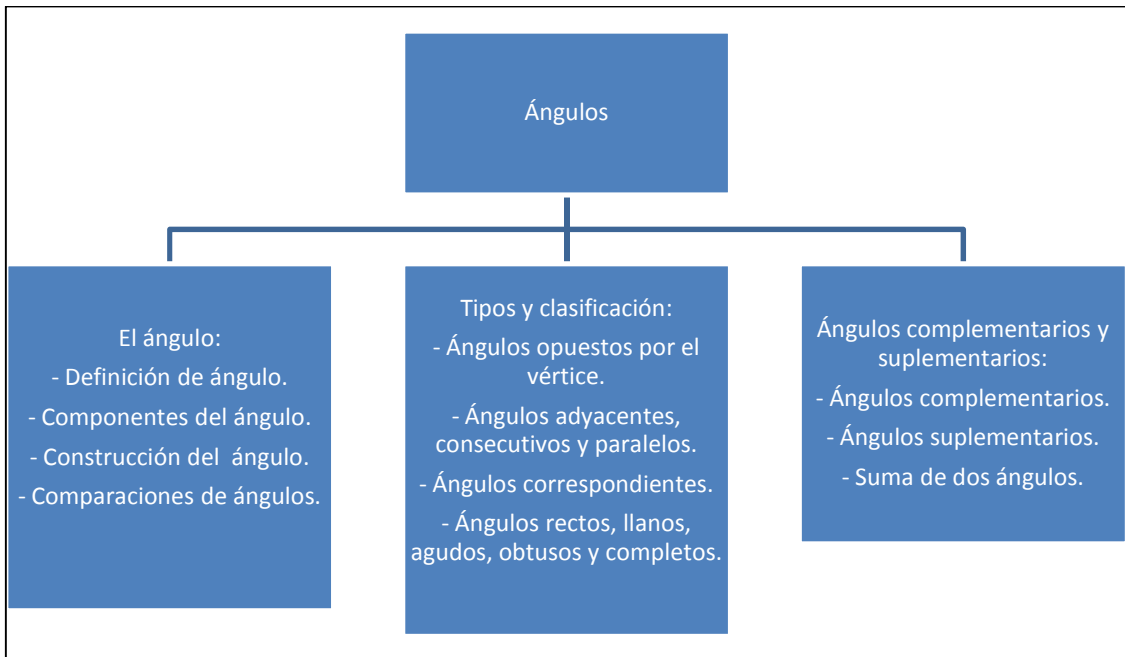 Ángulos
El ángulo:
- Definición de ángulo.
- Componentes del ángulo.
- Construcción del  ángulo.
- Comparaciones de ángulos.
Tipos y clasificación:
- Ángulos opuestos por el
vértice.
- Ángulos adyacentes,
consecutivos y paralelos.
- Ángulos correspondientes.
- Ángulos rectos, llanos,
agudos, obtusos y completos.
Ángulos complementarios y
suplementarios:
- Ángulos complementarios.
- Ángulos suplementarios.
- Suma de dos ángulos.